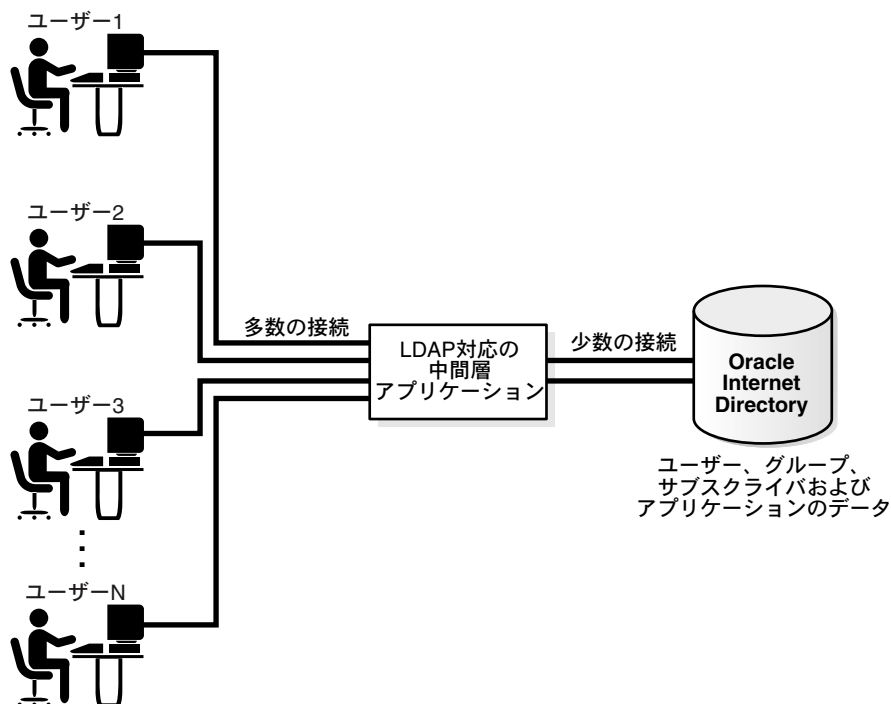 ユーザー1
ユーザー2
多数の接続
LDAP対応の
中間層
アプリケーション
少数の接続
Oracle
Internet
Directory
ユーザー3
ユーザー、グループ、
サブスクライバおよび
アプリケーションのデータ
ユーザーN